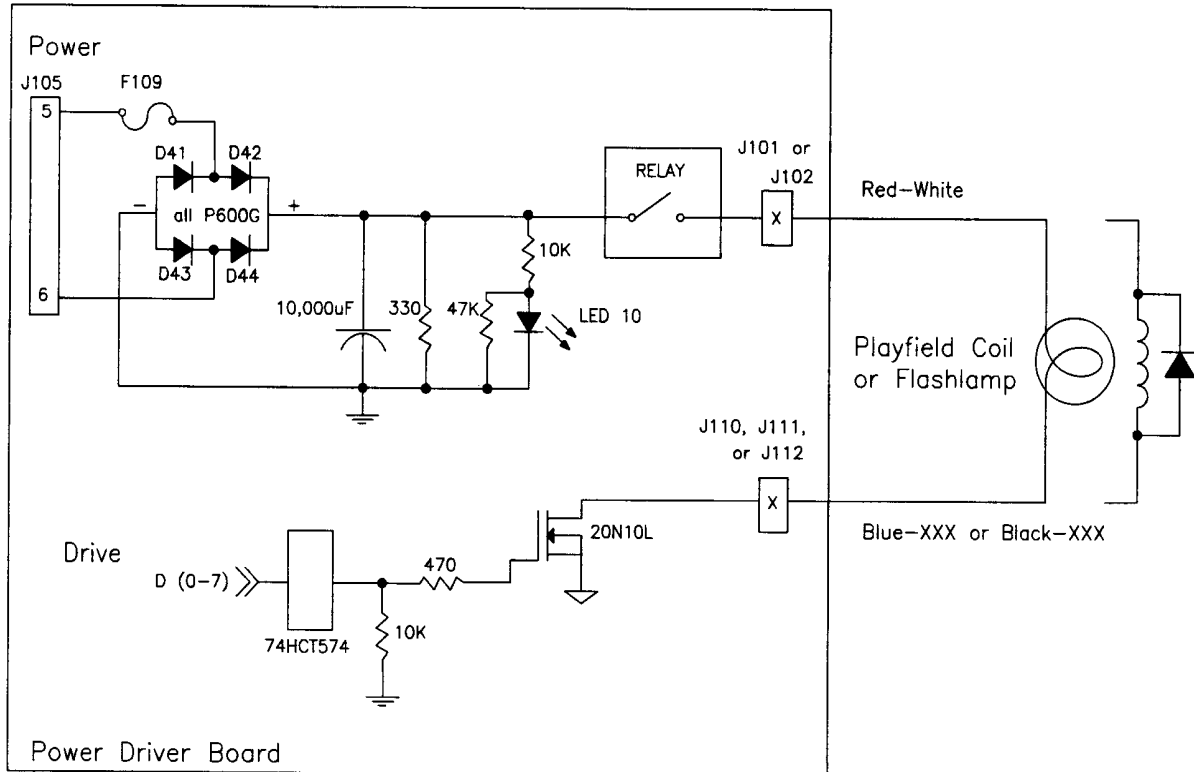 Power
J105
F109
5
D41
D42
-
all
P600G
+
D43
D44
6
RELAY
J101 or
J102
X
Red-White
10K
10,000uF
330
47K
LED 10
Playfield Coil
or Flashlamp
J110, J111,
or J112
X
Blue-XXX or Black-XXX
20N10L
Drive
D (0-7)
470
74HCT574
10K
Power Driver Board